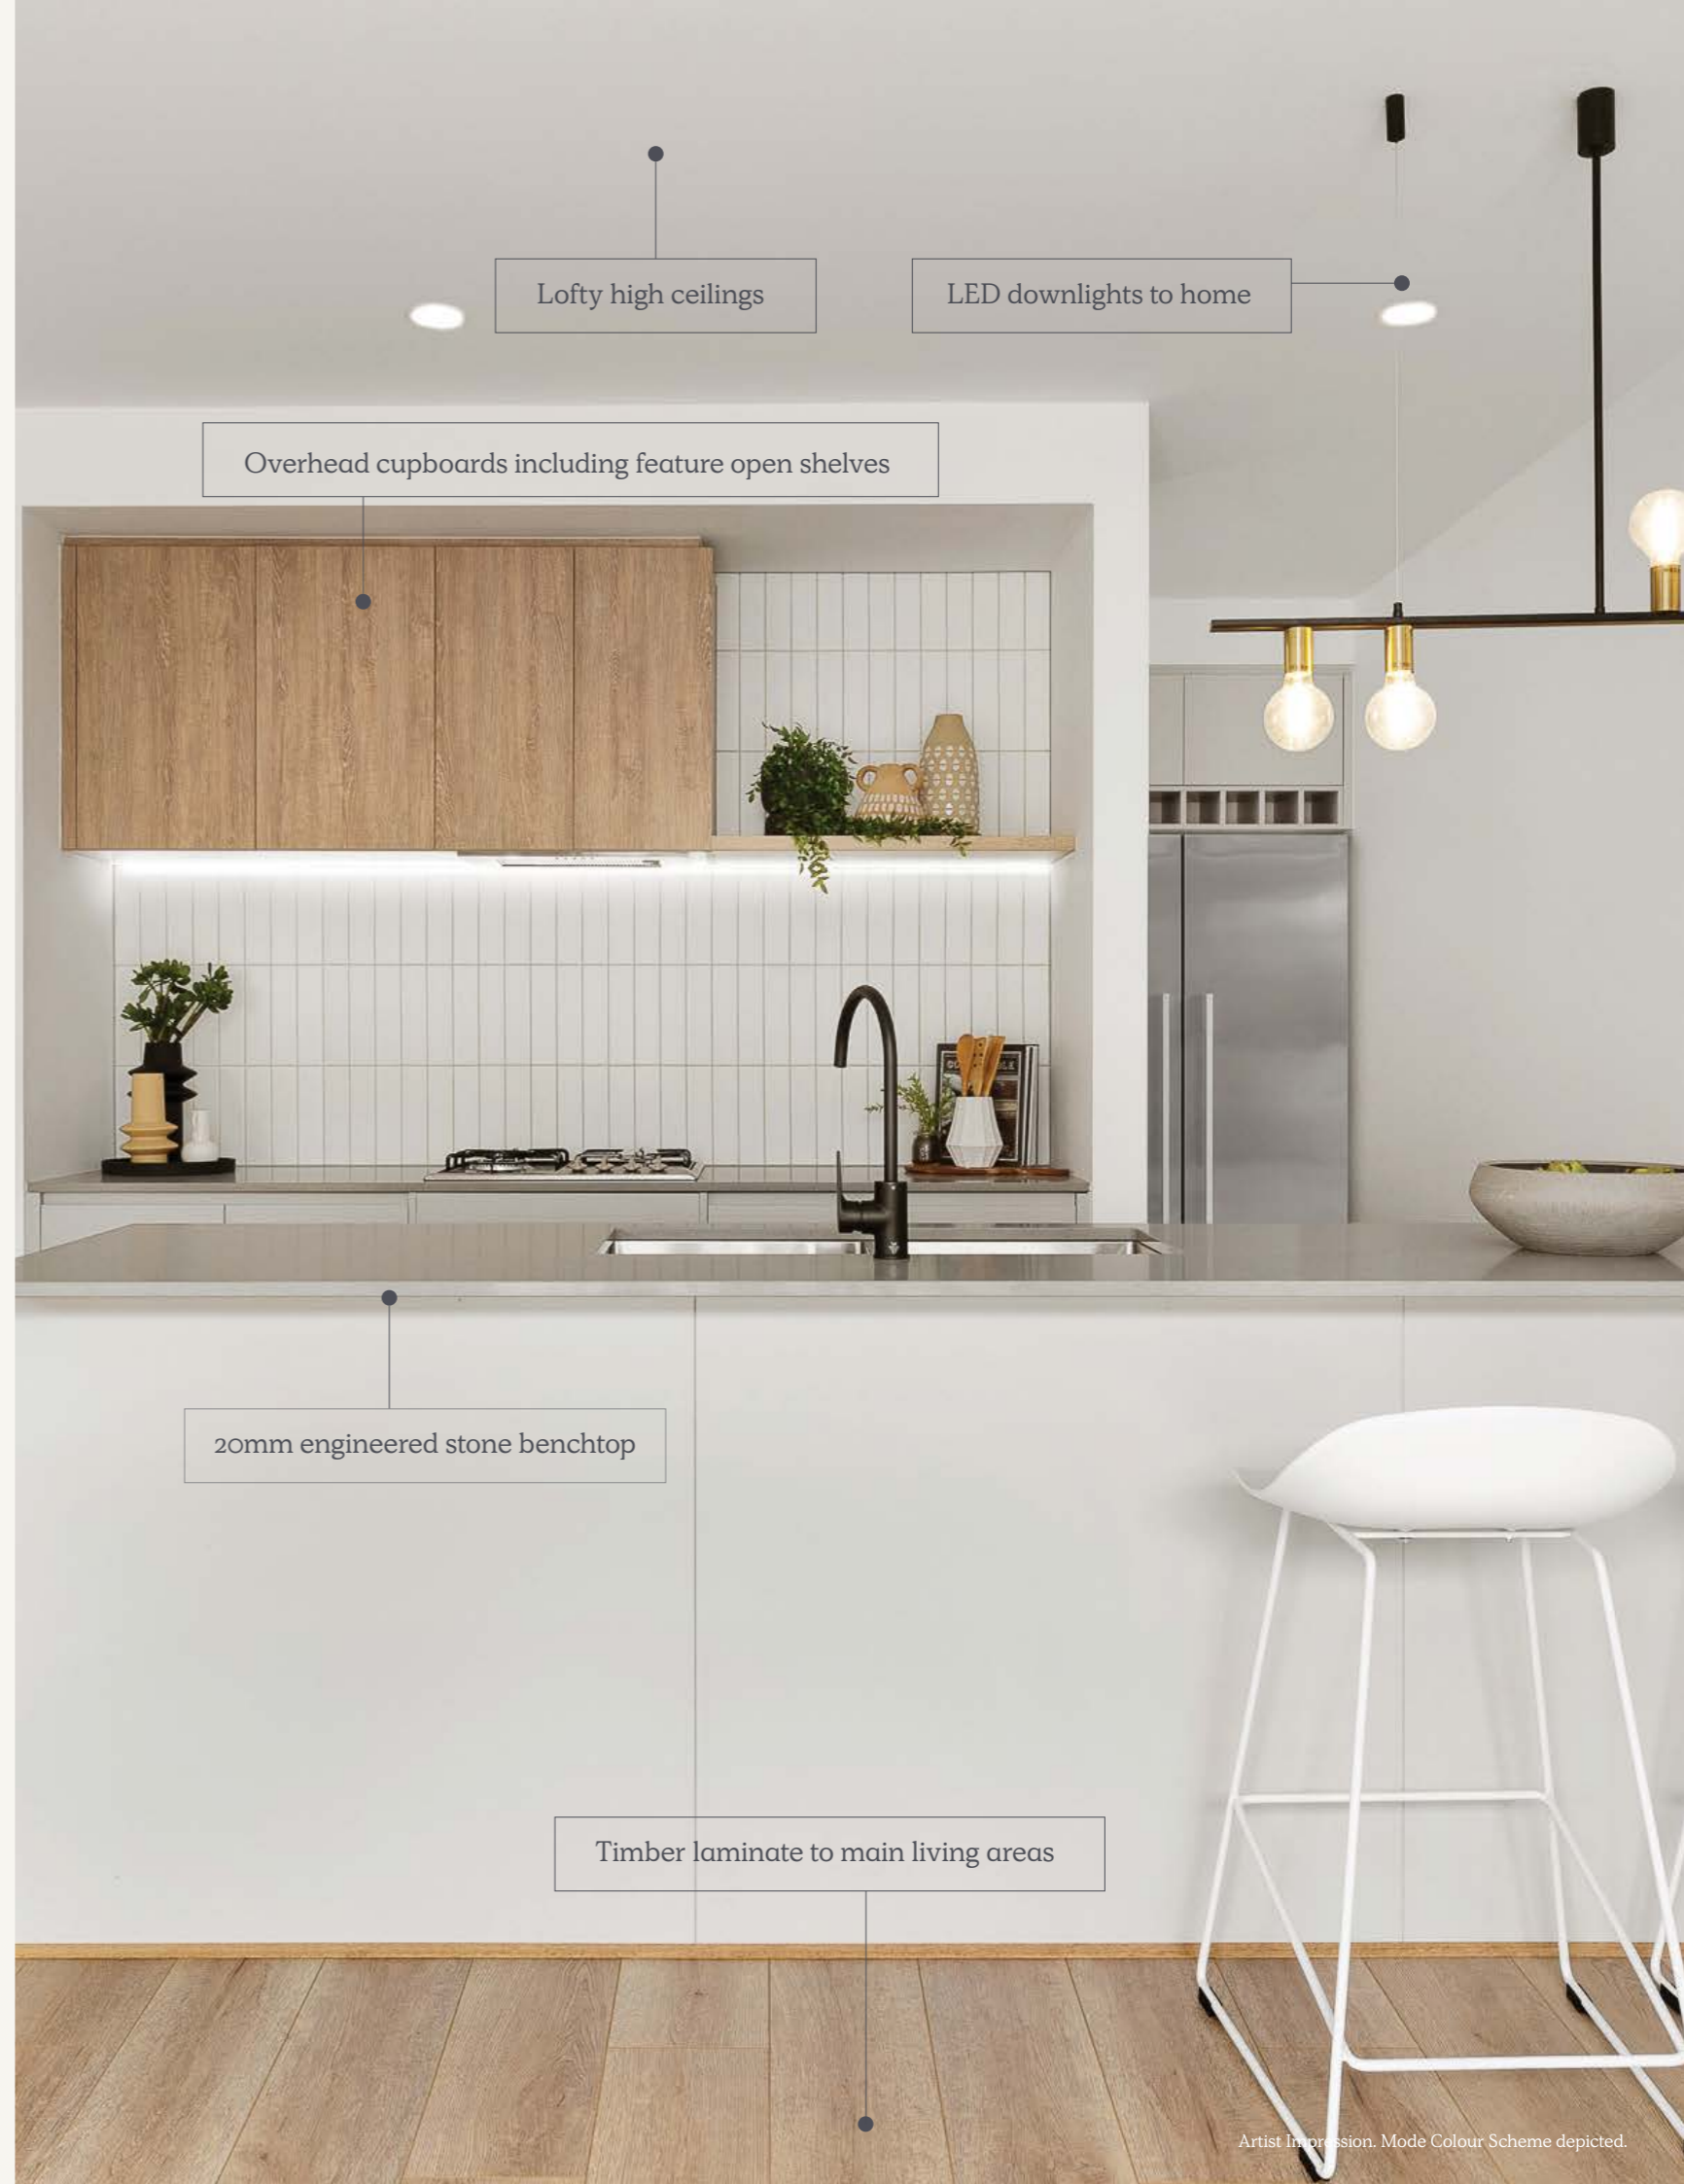 Lofty high ceilings
LED downlights to home
Overhead cupboards including feature open shelves
20mm engineered stone benchtop
Timber laminate to main living areas
Artist Impression. Mode Colour Scheme depicted.